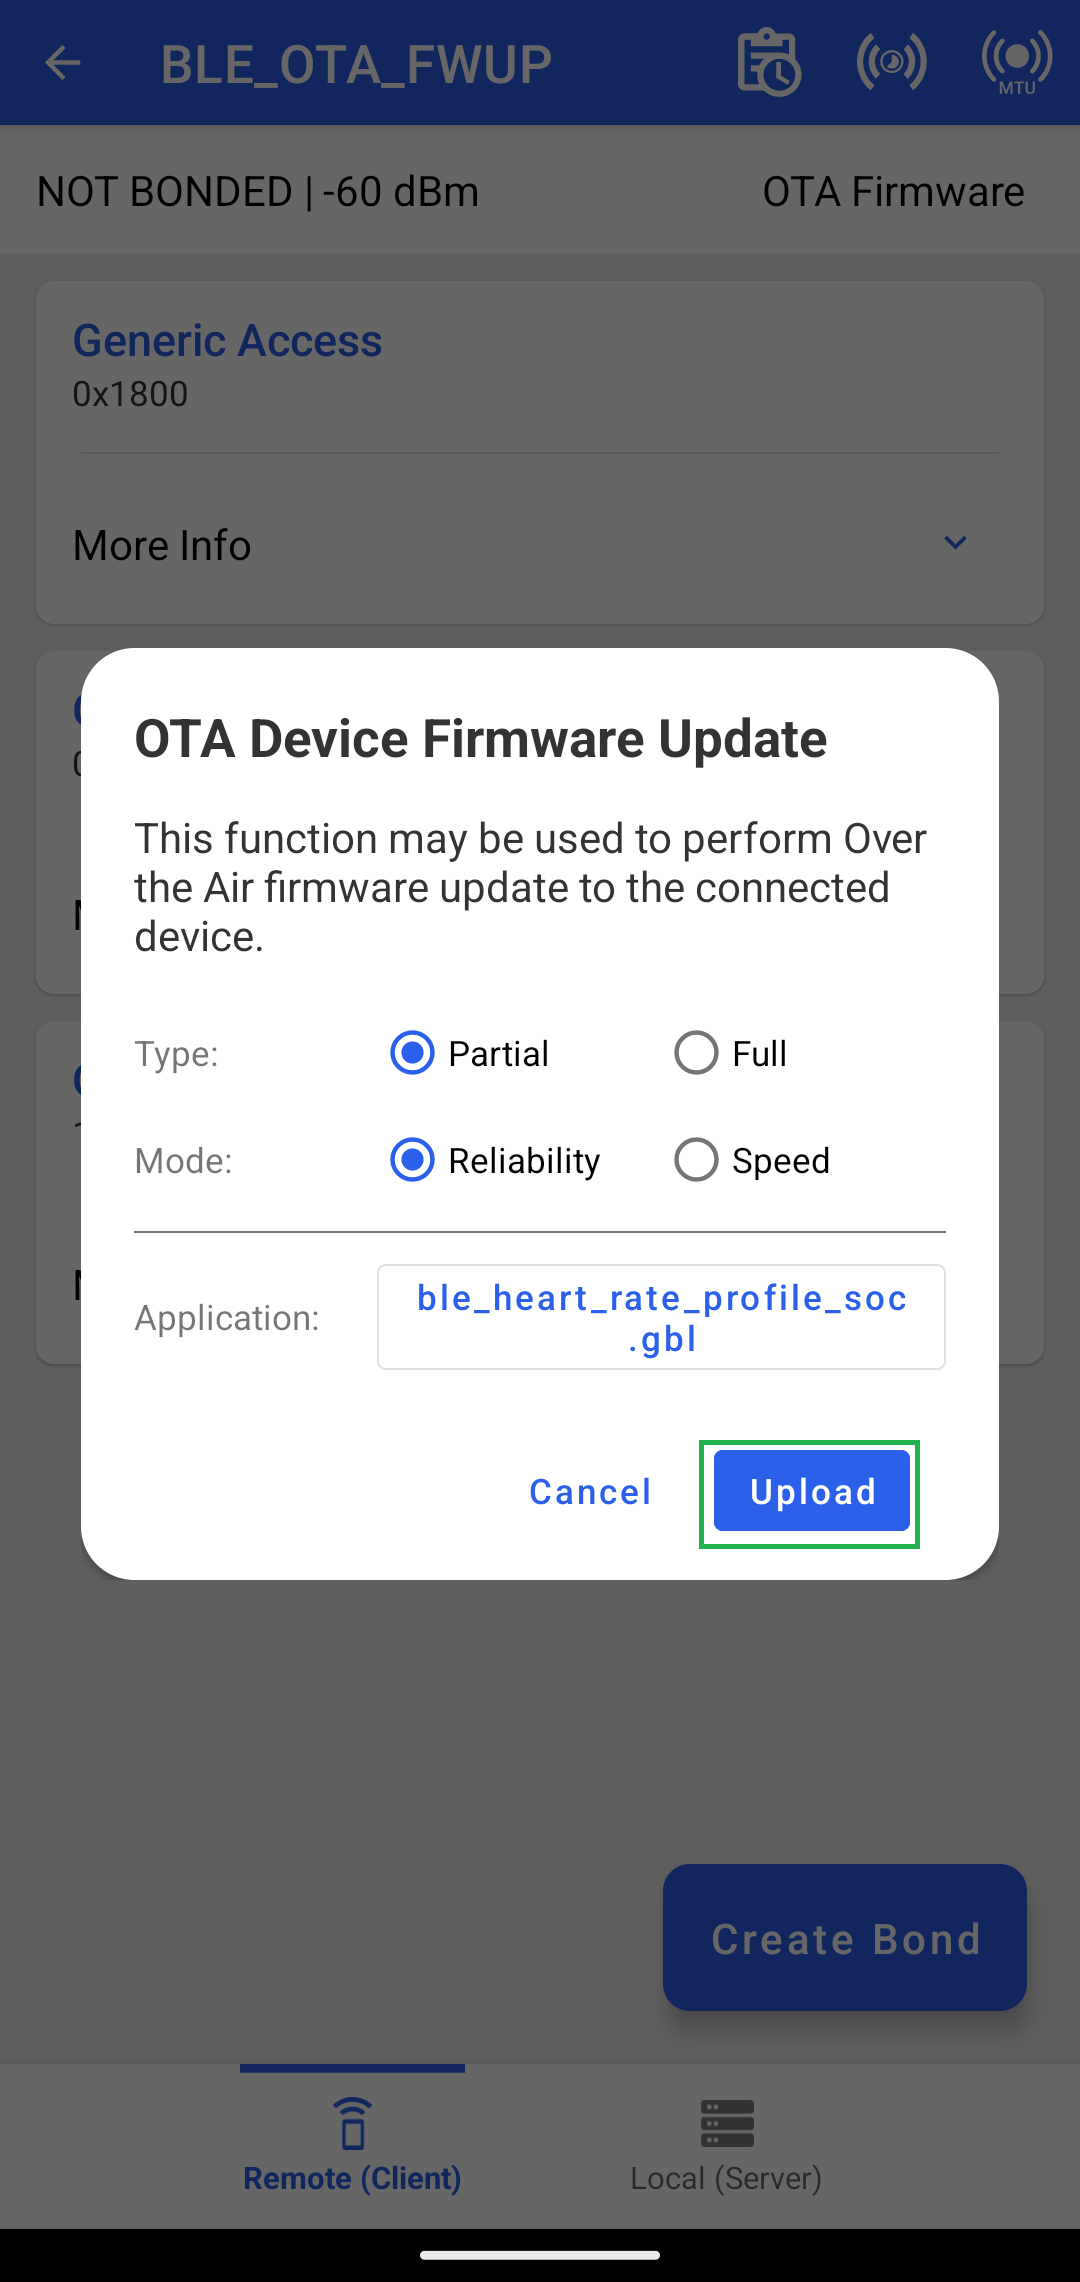 BLE_OTA_FWUP
MTU
NOT BONDED | -60 dBm
OTA Firmware
Generic Access
0x1800
More Info
OTA Device Firmware Update
This function may be used to perform Over
the Air firmware update to the connected
device.
Type:
Partial
Full
Mode:
Reliability
Speed
Application:
ble_heart_rate_profile_soc
.gbl
Cancel
Upload
Create Bond
Remote (Client)
Local (Server)